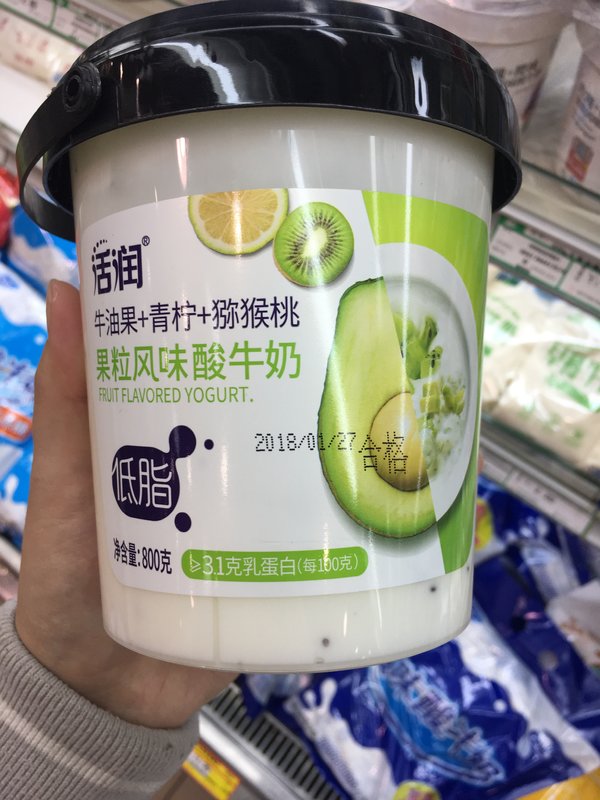 活润®
牛油果+青柠+猕猴桃
果粒风味酸牛奶
FRUIT FLAVORED YOGURT.
2018/01/27合格
低脂
净含量:800克
≥3.1克乳蛋白(每100克)